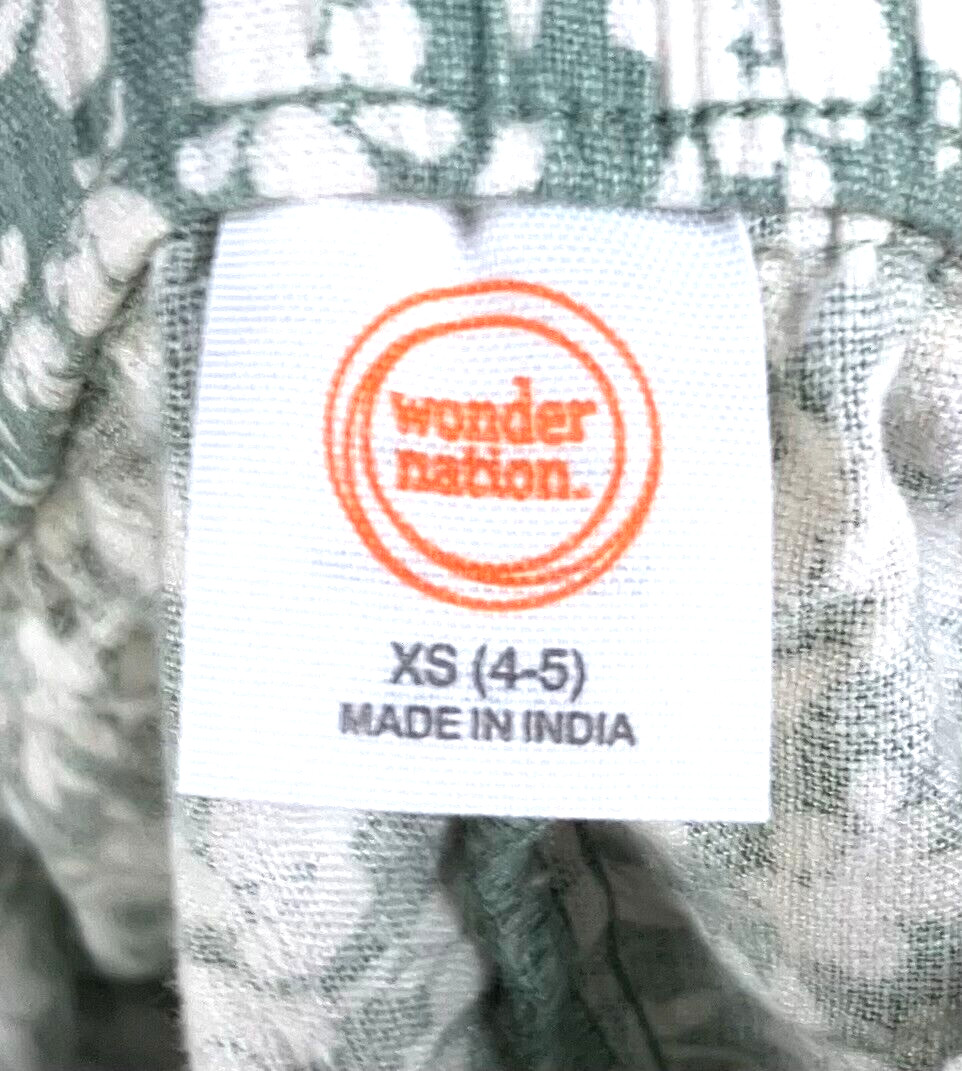 wonder
nation.
XS (4-5)
MADE IN INDIA